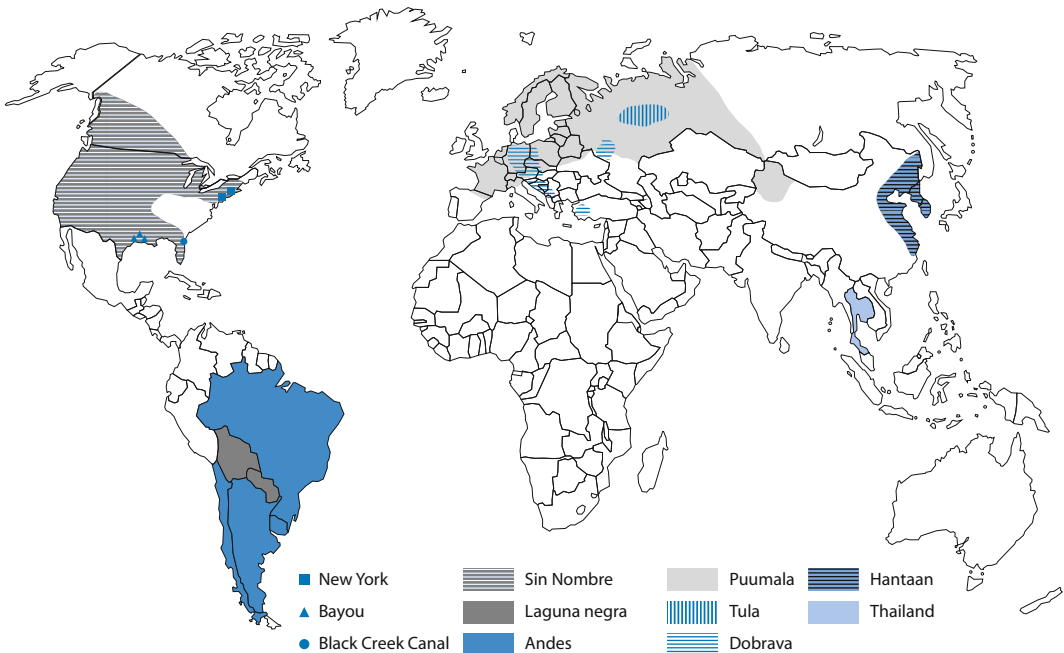 New York
Bayou
Black Creek Canal
Sin Nombre
Laguna negra
Andes
Puumala
Tula
Dobrava
Hantaan
Thailand